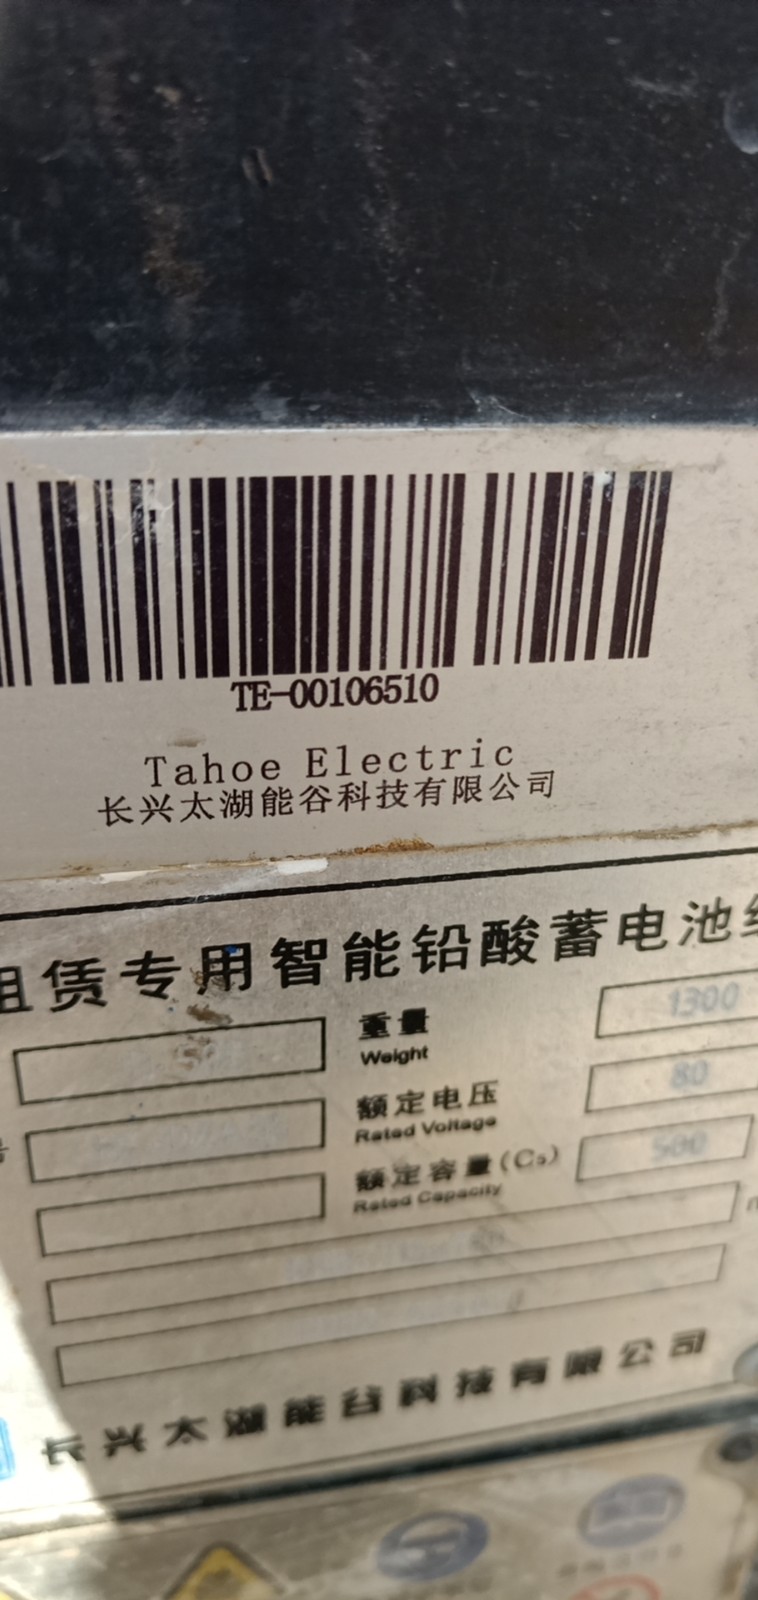 TE-00106510
Tahoe Electric
长兴太湖能谷科技有限公司
租赁专用智能铅酸蓄电池组
重量
1300
Weight
额定电压
80
Rated Voltage
额定容量(C₅)
500
Rated Capacity
长兴太湖能谷科技有限公司